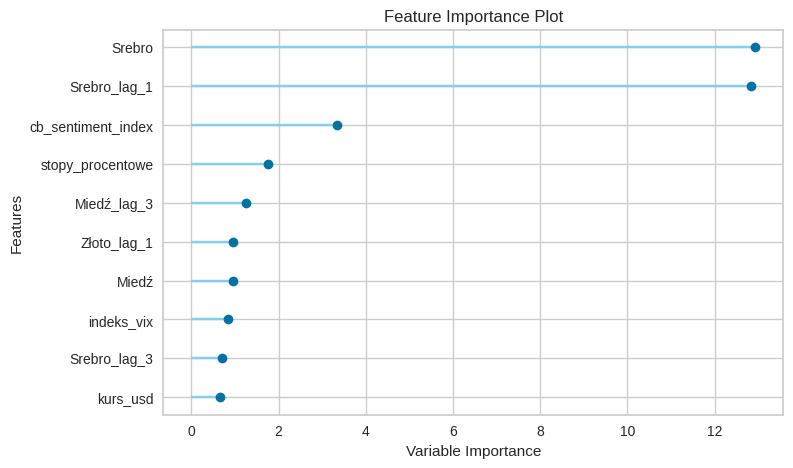 Feature Importance Plot
Srebro
Srebro_lag_1
cb_sentiment_index
stopy_procentowe
Miedź_lag_3
Złoto_lag_1
Miedź
indeks_vix
Srebro_lag_3
kurs_usd
Features
0 2 4 6 8 10 12
Variable Importance